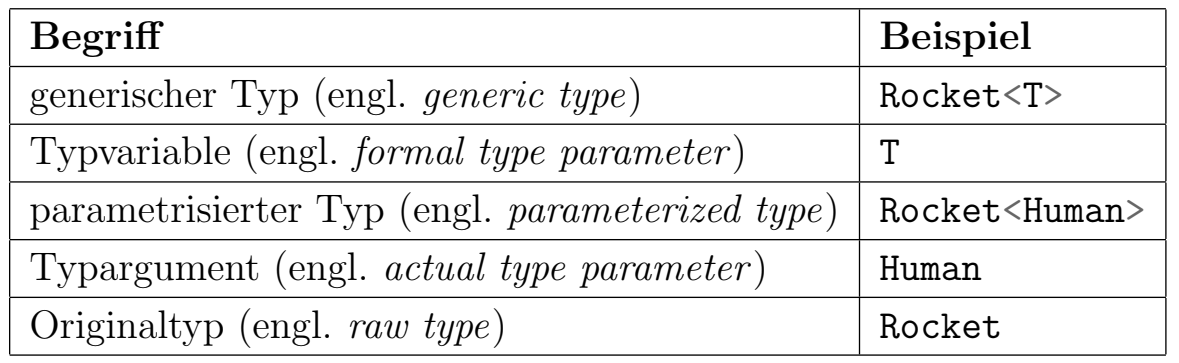 Begriff Beispiel
generischer Typ (engl. generic type) Rocket<T>
Typvariable (engl. formal type parameter) T
parametrisierter Typ (engl. parameterized type) Rocket<Human>
Typargument (engl. actual type parameter) Human
Originaltyp (engl. raw type) Rocket